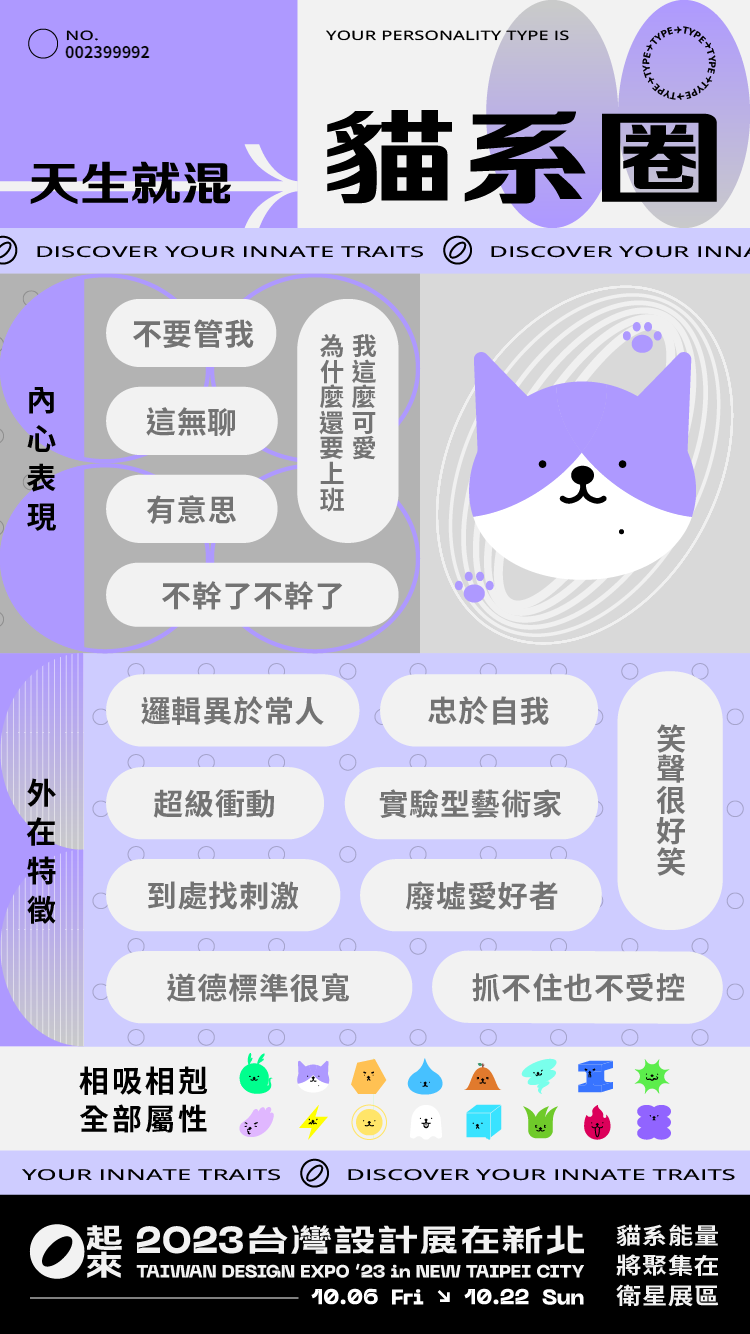 NO.
002399992
YOUR PERSONALITY TYPE IS
TYPE→TYPE→TYPE→TYPE→TYPE→TYPE→TYPE→
天生就混
貓系圈
DISCOVER YOUR INNATE TRAITS
DISCOVER YOUR INNA
內心表現
不要管我
這無聊
有意思
我這麼可愛
為什麼還要上班
不幹了不幹了
外在特徵
邏輯異於常人
忠於自我
超級衝動
實驗型藝術家
到處找刺激
廢墟愛好者
笑聲很好笑
道德標準很寬
抓不住也不受控
相吸相剋
全部屬性
YOUR INNATE TRAITS
DISCOVER YOUR INNATE TRAITS
起來
2023台灣設計展在新北
TAIWAN DESIGN EXPO ’23 in NEW TAIPEI CITY
10.06 Fri ↘ 10.22 Sun
貓系能量
將聚集在
衛星展區